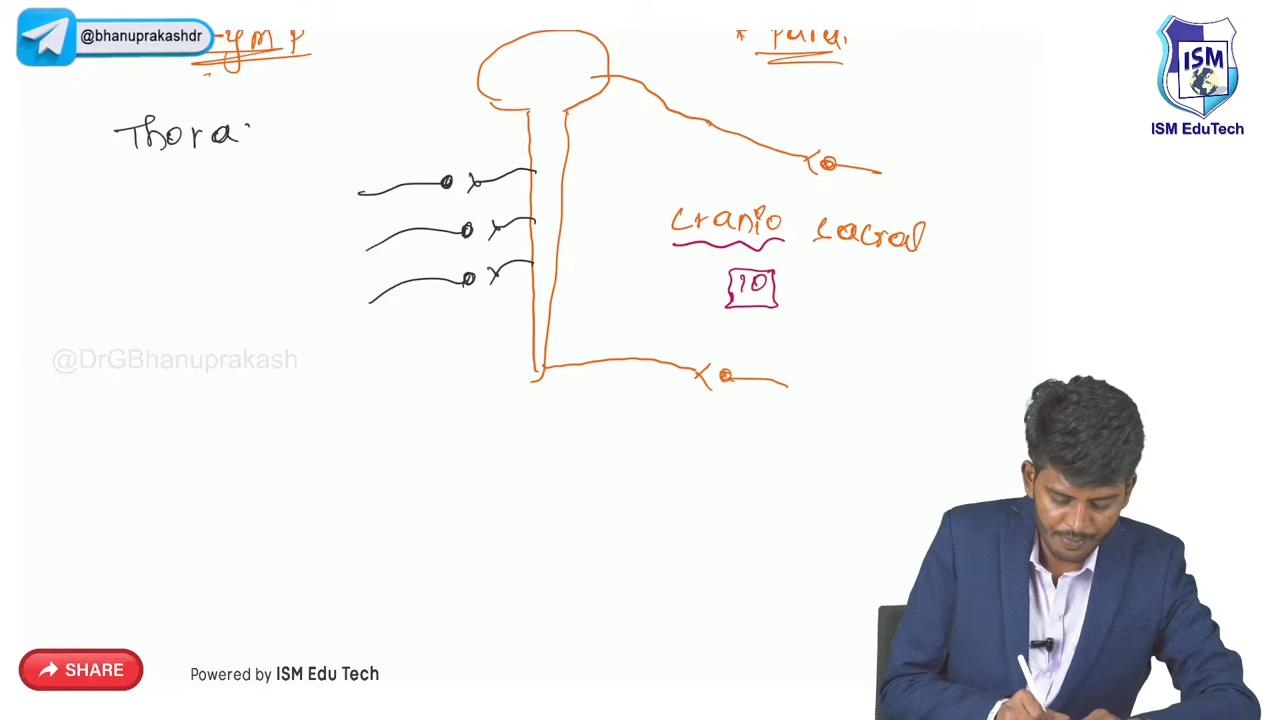 @bhanuprakashdr
ISM
ISM EduTech
Thora
cranio sacral
10
@DrGBhanuprakash
SHARE
Powered by ISM Edu Tech